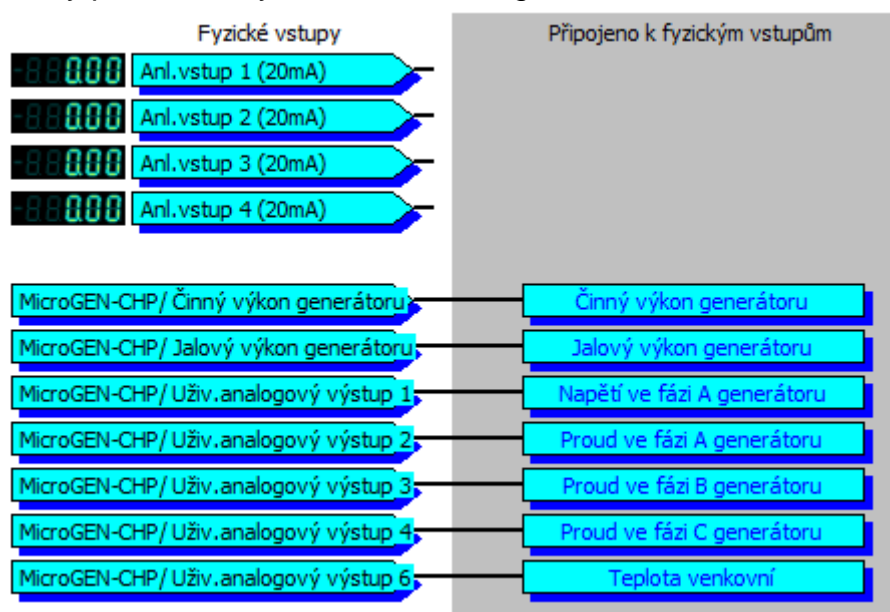 Fyzické vstupy Připojeno k fyzickým vstupům
0.00 Anl.vstup 1 (20mA)
0.00 Anl.vstup 2 (20mA)
0.00 Anl.vstup 3 (20mA)
0.00 Anl.vstup 4 (20mA)
MicroGEN-CHP/ Činný výkon generátoru Činný výkon generátoru
MicroGEN-CHP/ Jalový výkon generátoru Jalový výkon generátoru
MicroGEN-CHP/ Uživ.analogový výstup 1 Napětí ve fázi A generátoru
MicroGEN-CHP/ Uživ.analogový výstup 2 Proud ve fázi A generátoru
MicroGEN-CHP/ Uživ.analogový výstup 3 Proud ve fázi B generátoru
MicroGEN-CHP/ Uživ.analogový výstup 4 Proud ve fázi C generátoru
MicroGEN-CHP/ Uživ.analogový výstup 6 Teplota venkovní